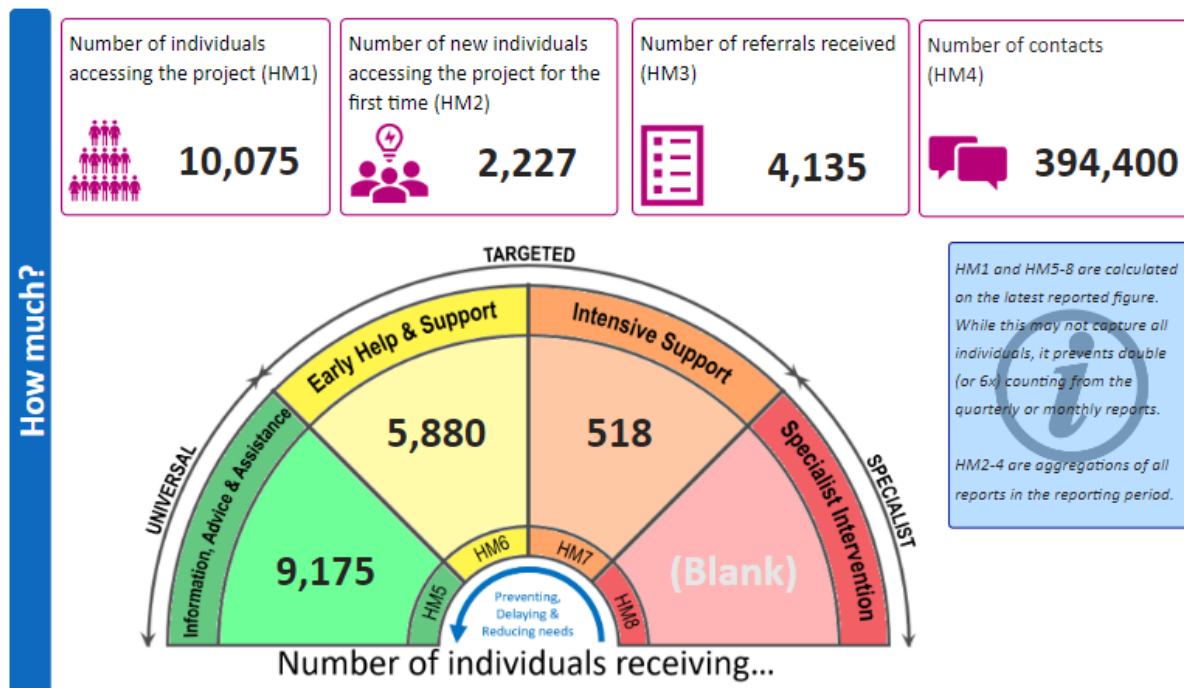 How much?
Number of individuals
accessing the project (HM1)
10,075
Number of new individuals
accessing the project for the
first time (HM2)
2,227
Number of referrals received
(HM3)
4,135
Number of contacts
(HM4)
394,400
TARGETED
UNIVERSAL
SPECIALIST
Information, Advice & Assistance
Early Help & Support
Intensive Support
Specialist Intervention
9,175
5,880
518
(Blank)
HM5
HM6
HM7
HM8
Preventing,
Delaying &
Reducing needs
Number of individuals receiving...
HM1 and HM5-8 are calculated
on the latest reported figure.
While this may not capture all
individuals, it prevents double
(or 6x) counting from the
quarterly or monthly reports.
HM2-4 are aggregations of all
reports in the reporting period.